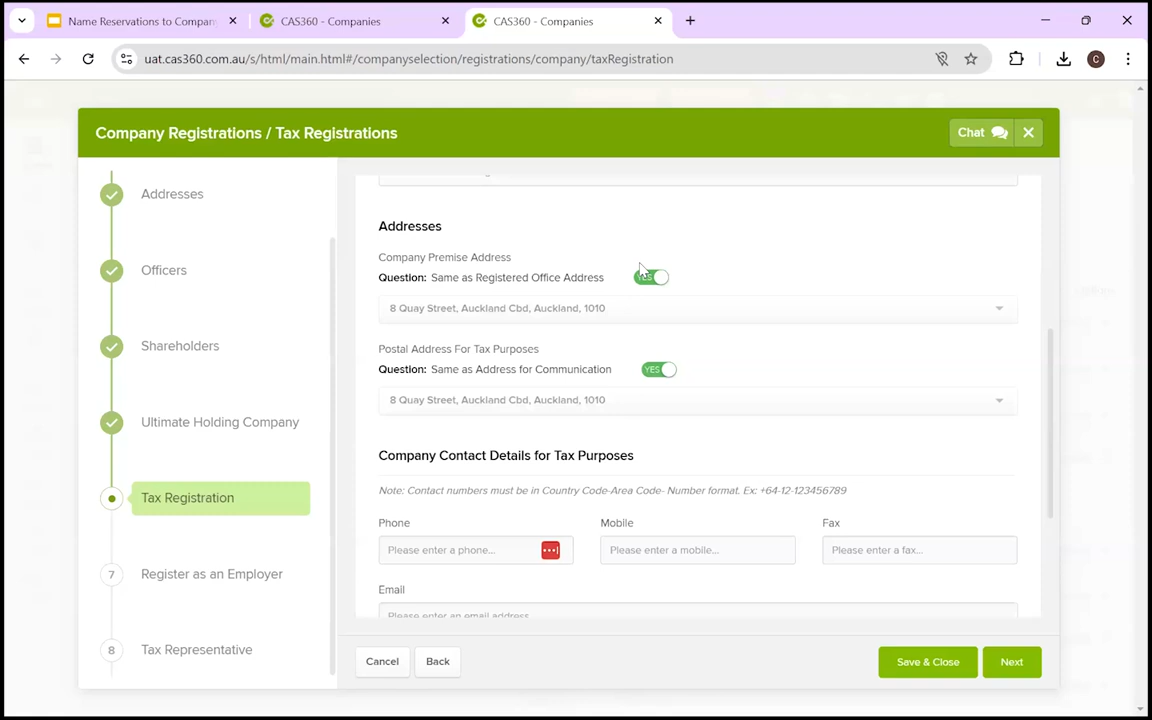 Name Reservations to Compan
CAS360 - Companies
CAS360 - Companies
uat.cas360.com.au/s/html/main.html#/companyselection/registrations/company/taxRegistration
C
Company Registrations / Tax Registrations
Chat
Addresses
Officers
Shareholders
Ultimate Holding Company
Tax Registration
7 Register as an Employer
8 Tax Representative
Addresses
Company Premise Address
Question: Same as Registered Office Address YES
8 Quay Street, Auckland Cbd, Auckland, 1010
Postal Address For Tax Purposes
Question: Same as Address for Communication YES
8 Quay Street, Auckland Cbd, Auckland, 1010
Company Contact Details for Tax Purposes
Note: Contact numbers must be in Country Code-Area Code- Number format. Ex: +64-12-123456789
Phone Mobile Fax
Please enter a phone... Please enter a mobile... Please enter a fax...
Email
Please enter an email address
Cancel Back Save & Close Next